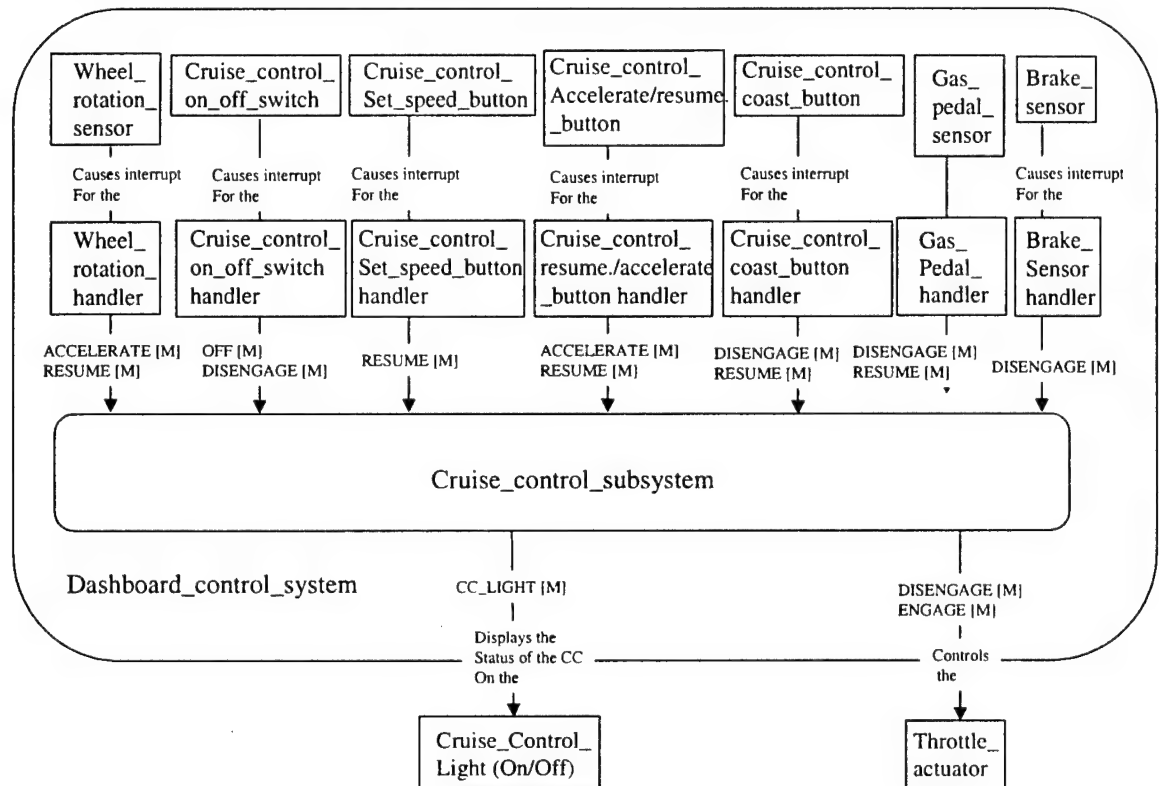 Wheel_
rotation_
sensor
Cruise_control_
on_off_switch
Cruise_control_
Set_speed_button
Cruise_control_
Accelerate/resume.
_button
Cruise_control_
coast_button
Gas_
pedal_
sensor
Brake_
sensor
Causes interrupt
For the
Causes interrupt
For the
Causes interrupt
For the
Causes interrupt
For the
Causes interrupt
For the
Causes interrupt
For the
Wheel_
rotation_
handler
Cruise_control_
on_off_switch
handler
Cruise_control_
Set_speed_button
handler
Cruise_control_
resume./accelerate
_button handler
Cruise_control_
coast_button
handler
Gas_
Pedal_
handler
Brake_
Sensor
handler
ACCELERATE [M]
RESUME [M]
OFF [M]
DISENGAGE [M]
RESUME [M]
ACCELERATE [M]
RESUME [M]
DISENGAGE [M]
RESUME [M]
DISENGAGE [M]
RESUME [M]
DISENGAGE [M]
Cruise_control_subsystem
Dashboard_control_system
CC_LIGHT [M]
Displays the
Status of the CC
On the
DISENGAGE [M]
ENGAGE [M]
Controls
the
Cruise_Control_
Light (On/Off)
Throttle_
actuator